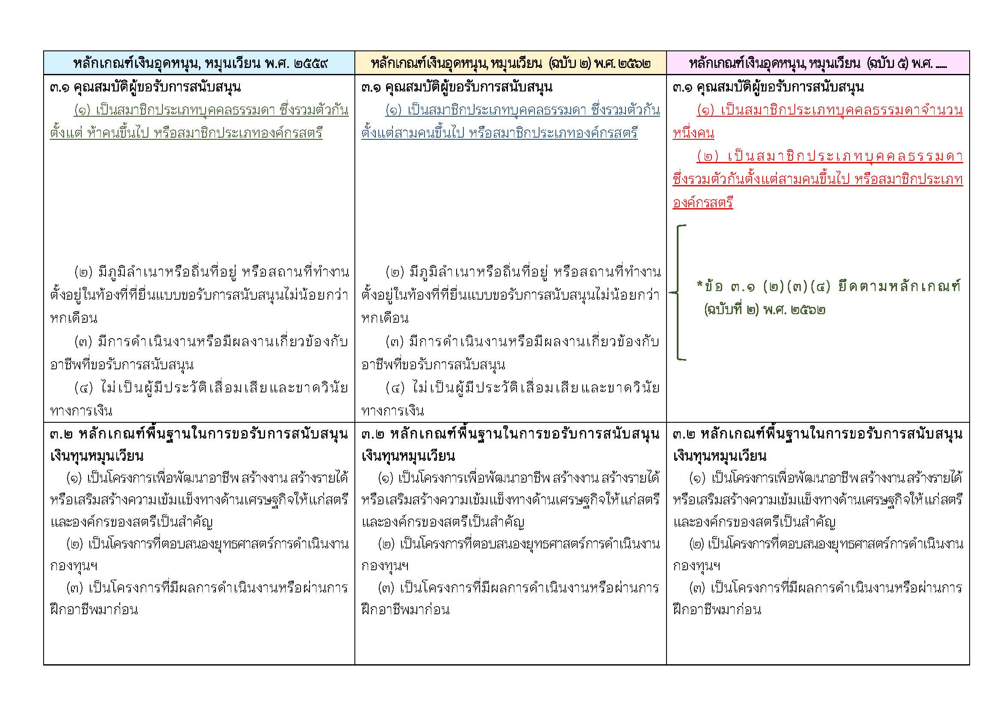 หลักเกณฑ์เงินอุดหนุน, หมุนเวียน พ.ศ. ๒๕๕๙
หลักเกณฑ์เงินอุดหนุน, หมุนเวียน (ฉบับ ๒) พ.ศ. ๒๕๖๒
หลักเกณฑ์เงินอุดหนุน, หมุนเวียน (ฉบับ ๕) พ.ศ. ......
๓.๑ คุณสมบัติผู้ขอรับการสนับสนุน
(๑) เป็นสมาชิกประเภทบุคคลธรรมดา ซึ่งรวมตัวกัน
ตั้งแต่ ห้าคนขึ้นไป หรือสมาชิกประเภทองค์กรสตรี
(๒) มีภูมิลำเนาหรือถิ่นที่อยู่ หรือสถานที่ทำงาน
ตั้งอยู่ในท้องที่ที่ยื่นแบบขอรับการสนับสนุนไม่น้อยกว่า
หกเดือน
(๓) มีการดำเนินงานหรือมีผลงานเกี่ยวข้องกับ
อาชีพที่ขอรับการสนับสนุน
(๔) ไม่เป็นผู้มีประวัติเสื่อมเสียและขาดวินัย
ทางการเงิน
๓.๑ คุณสมบัติผู้ขอรับการสนับสนุน
(๑) เป็นสมาชิกประเภทบุคคลธรรมดา ซึ่งรวมตัวกัน
ตั้งแต่สามคนขึ้นไป หรือสมาชิกประเภทองค์กรสตรี
(๒) มีภูมิลำเนาหรือถิ่นที่อยู่ หรือสถานที่ทำงาน
ตั้งอยู่ในท้องที่ที่ยื่นแบบขอรับการสนับสนุนไม่น้อยกว่า
หกเดือน
(๓) มีการดำเนินงานหรือมีผลงานเกี่ยวข้องกับ
อาชีพที่ขอรับการสนับสนุน
(๔) ไม่เป็นผู้มีประวัติเสื่อมเสียและขาดวินัย
ทางการเงิน
๓.๑ คุณสมบัติผู้ขอรับการสนับสนุน
(๑) เป็นสมาชิกประเภทบุคคลธรรมดาจำนวน
หนึ่งคน
(๒) เป็นสมาชิกประเภทบุคคลธรรมดา
ซึ่งรวมตัวกันตั้งแต่สามคนขึ้นไป หรือสมาชิกประเภท
องค์กรสตรี
*ข้อ ๓.๑ (๒)(๓)(๔) ยึดตามหลักเกณฑ์
(ฉบับที่ ๒) พ.ศ. ๒๕๖๒
๓.๒ หลักเกณฑ์พื้นฐานในการขอรับการสนับสนุน
เงินทุนหมุนเวียน
(๑) เป็นโครงการเพื่อพัฒนาอาชีพ สร้างงาน สร้างรายได้
หรือเสริมสร้างความเข้มแข็งทางด้านเศรษฐกิจให้แก่สตรี
และองค์กรของสตรีเป็นสำคัญ
(๒) เป็นโครงการที่ตอบสนองยุทธศาสตร์การดำเนินงาน
กองทุนฯ
(๓) เป็นโครงการที่มีผลการดำเนินงานหรือผ่านการ
ฝึกอาชีพมาก่อน
๓.๒ หลักเกณฑ์พื้นฐานในการขอรับการสนับสนุน
เงินทุนหมุนเวียน
(๑) เป็นโครงการเพื่อพัฒนาอาชีพ สร้างงาน สร้างรายได้
หรือเสริมสร้างความเข้มแข็งทางด้านเศรษฐกิจให้แก่สตรี
และองค์กรของสตรีเป็นสำคัญ
(๒) เป็นโครงการที่ตอบสนองยุทธศาสตร์การดำเนินงาน
กองทุนฯ
(๓) เป็นโครงการที่มีผลการดำเนินงานหรือผ่านการ
ฝึกอาชีพมาก่อน
๓.๒ หลักเกณฑ์พื้นฐานในการขอรับการสนับสนุน
เงินทุนหมุนเวียน
(๑) เป็นโครงการเพื่อพัฒนาอาชีพ สร้างงาน สร้างรายได้
หรือเสริมสร้างความเข้มแข็งทางด้านเศรษฐกิจให้แก่สตรี
และองค์กรของสตรีเป็นสำคัญ
(๒) เป็นโครงการที่ตอบสนองยุทธศาสตร์การดำเนินงาน
กองทุนฯ
(๓) เป็นโครงการที่มีผลการดำเนินงานหรือผ่านการ
ฝึกอาชีพมาก่อน